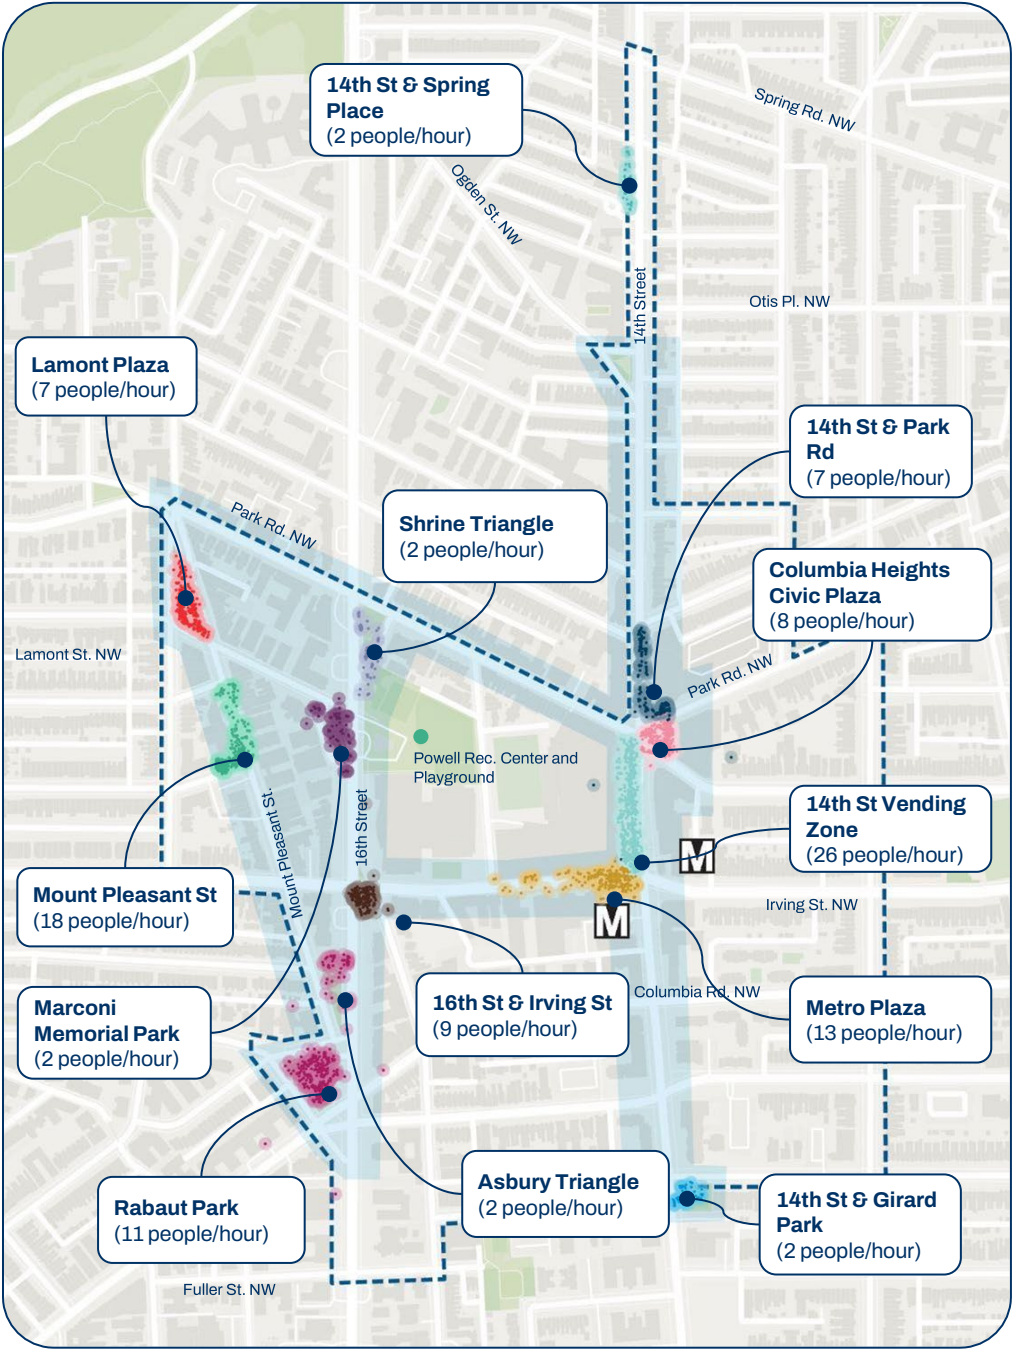 14th St & Spring
Place
(2 people/hour)
Spring Rd. NW
Ogden St. NW
14th Street
Otis Pl. NW
Lamont Plaza
(7 people/hour)
14th St & Park
Rd
(7 people/hour)
Park Rd. NW
Shrine Triangle
(2 people/hour)
Columbia Heights
Civic Plaza
(8 people/hour)
Lamont St. NW
Park Rd. NW
Powell Rec. Center and
Playground
Mount Pleasant St.
16th Street
14th St Vending
Zone
(26 people/hour)
M
Mount Pleasant St
(18 people/hour)
Irving St. NW
M
16th St & Irving St
(9 people/hour)
Columbia Rd. NW
Metro Plaza
(13 people/hour)
Marconi
Memorial Park
(2 people/hour)
Rabaut Park
(11 people/hour)
Asbury Triangle
(2 people/hour)
14th St & Girard
Park
(2 people/hour)
Fuller St. NW